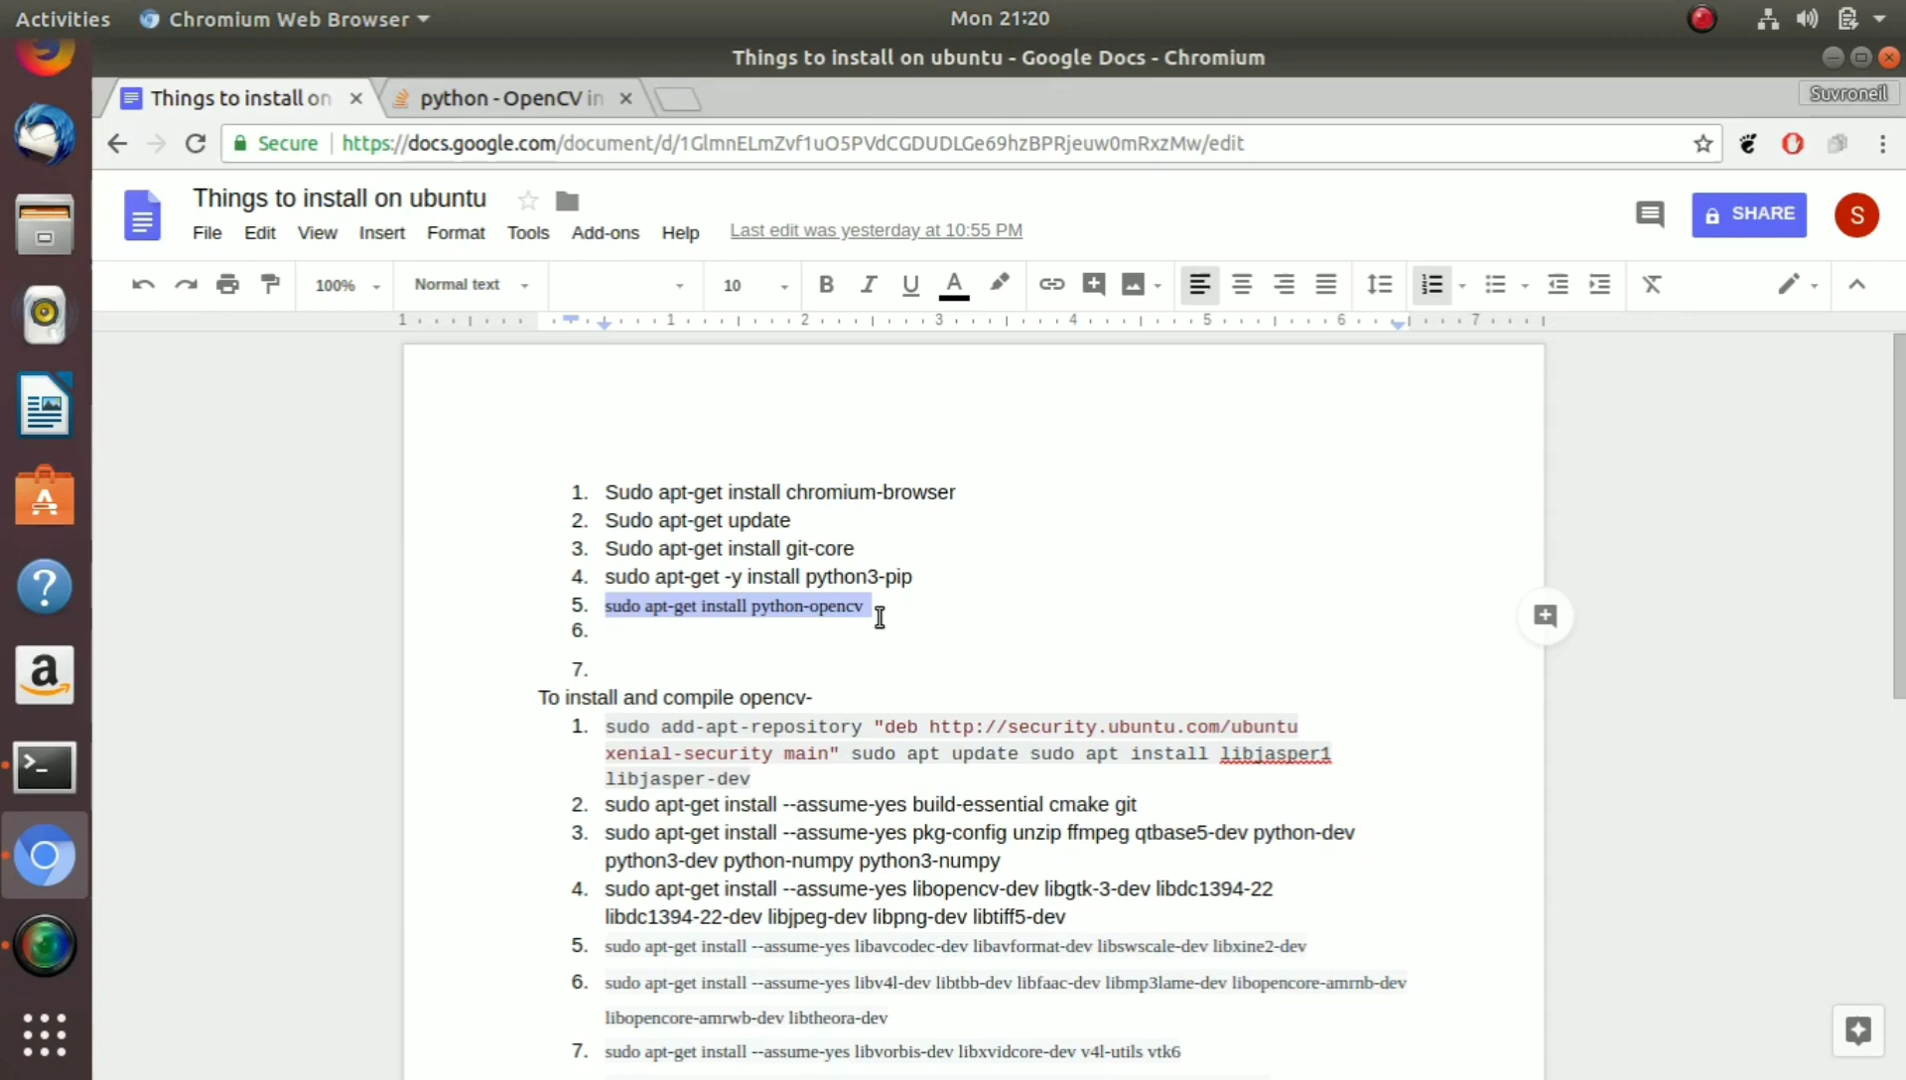 Activities
Chromium Web Browser
Mon 21:20
Things to install on ubuntu - Google Docs - Chromium
Things to install on
python - OpenCV in
Suvroneil
Secure
https://docs.google.com/document/d/1GlmnELmZvf1uO5PVdCGDUDLGe69hzBPRjeuw0mRxzMw/edit
Things to install on ubuntu
File Edit View Insert Format Tools Add-ons Help
Last edit was yesterday at 10:55 PM
SHARE
S
100%
Normal text
10
B I U A
1 1 2 3 4 5 6 7
1. Sudo apt-get install chromium-browser
2. Sudo apt-get update
3. Sudo apt-get install git-core
4. sudo apt-get -y install python3-pip
5. sudo apt-get install python-opencv
6.
7.
To install and compile opencv-
1. sudo add-apt-repository "deb http://security.ubuntu.com/ubuntu
xenial-security main" sudo apt update sudo apt install libjasper1
libjasper-dev
2. sudo apt-get install --assume-yes build-essential cmake git
3. sudo apt-get install --assume-yes pkg-config unzip ffmpeg qtbase5-dev python-dev
python3-dev python-numpy python3-numpy
4. sudo apt-get install --assume-yes libopencv-dev libgtk-3-dev libdc1394-22
libdc1394-22-dev libjpeg-dev libpng-dev libtiff5-dev
5. sudo apt-get install --assume-yes libavcodec-dev libavformat-dev libswscale-dev libxine2-dev
6. sudo apt-get install --assume-yes libv4l-dev libtbb-dev libfaac-dev libmp3lame-dev libopencore-amrnb-dev
libopencore-amrwb-dev libtheora-dev
7. sudo apt-get install --assume-yes libvorbis-dev libxvidcore-dev v4l-utils vtk6